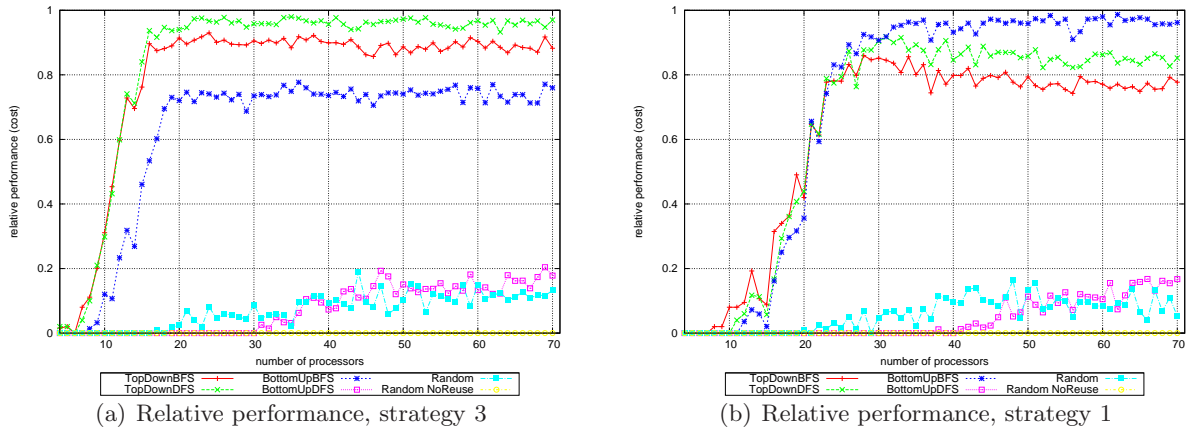 relative performance (cost)
1
0.8
0.6
0.4
0.2
0
10 20 30 40 50 60 70
number of processors
TopDownBFS BottomUpBFS Random
TopDownDFS BottomUpDFS Random NoReuse
(a) Relative performance, strategy 3
relative performance (cost)
1
0.8
0.6
0.4
0.2
0
10 20 30 40 50 60 70
number of processors
TopDownBFS BottomUpBFS Random
TopDownDFS BottomUpDFS Random NoReuse
(b) Relative performance, strategy 1